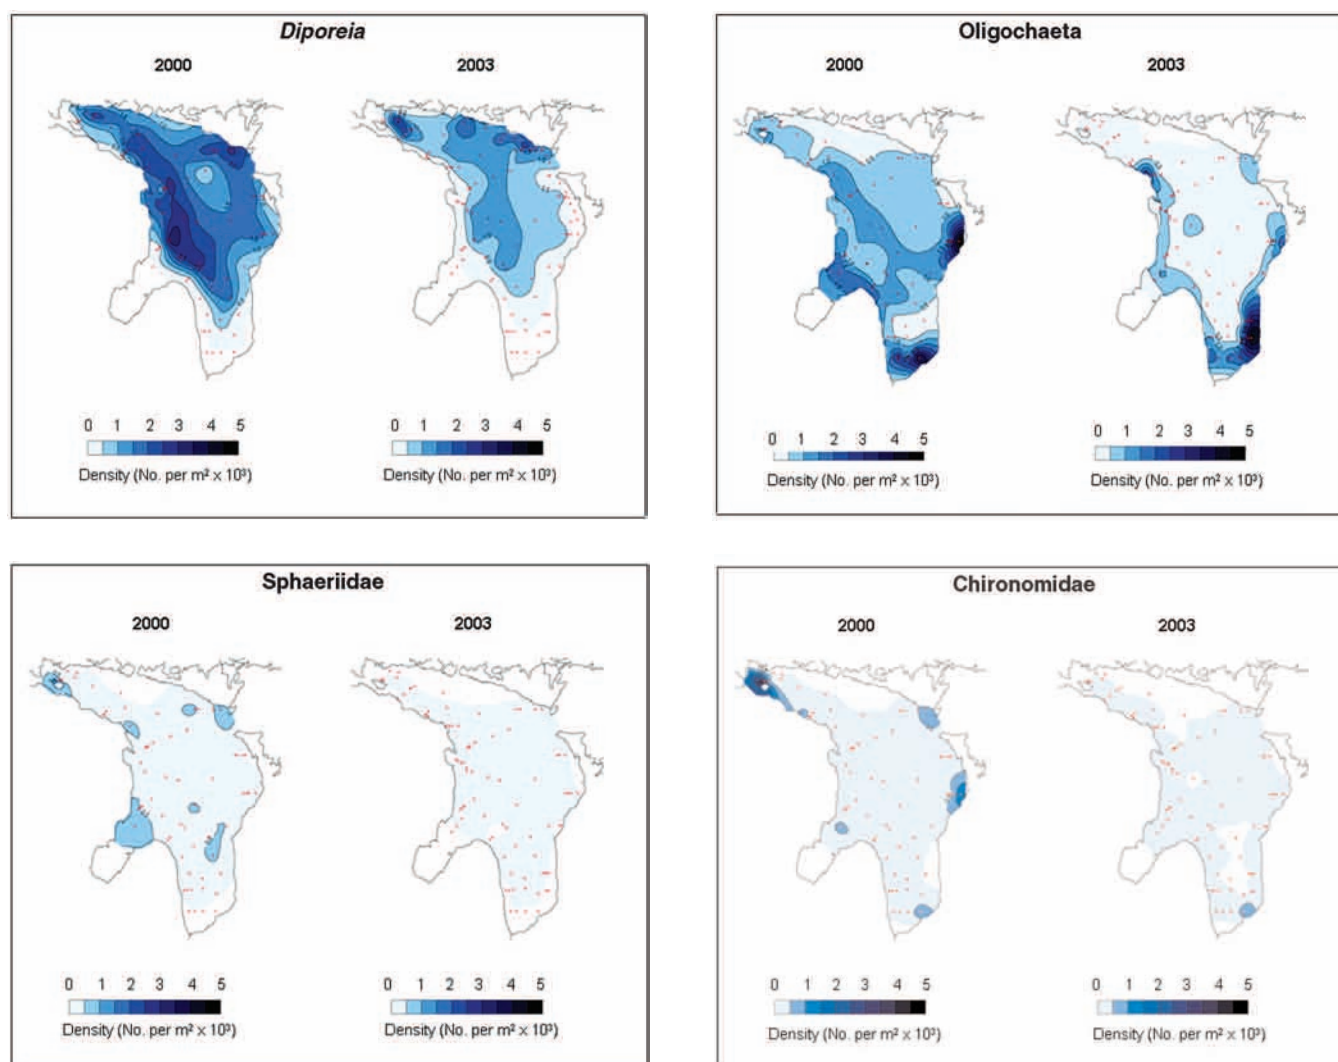 Diporeia
2000 2003
0 1 2 3 4 5
Density (No. per m² x 10³)
0 1 2 3 4 5
Density (No. per m² x 10³)
Oligochaeta
2000 2003
0 1 2 3 4 5
Density (No. per m² x 10³)
0 1 2 3 4 5
Density (No. per m² x 10³)
Sphaeriidae
2000 2003
0 1 2 3 4 5
Density (No. per m² x 10³)
0 1 2 3 4 5
Density (No. per m² x 10³)
Chironomidae
2000 2003
0 1 2 3 4 5
Density (No. per m² x 10³)
0 1 2 3 4 5
Density (No. per m² x 10³)